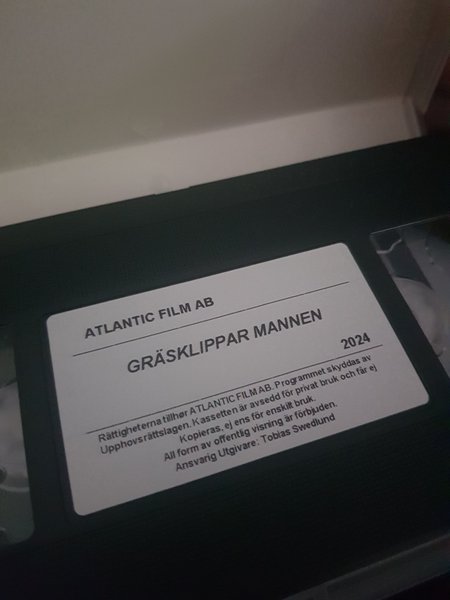 ATLANTIC FILM AB
GRÄSKLIPPAR MANNEN
2024
Rättigheterna tillhör ATLANTIC FILM AB. Programmet skyddas av
Upphovsrättslagen. Kassetten är avsedd för privat bruk och får ej
Kopieras, ej ens för enskilt bruk.
All form av offentlig visning är förbjuden.
Ansvarig Utgivare: Tobias Swedlund